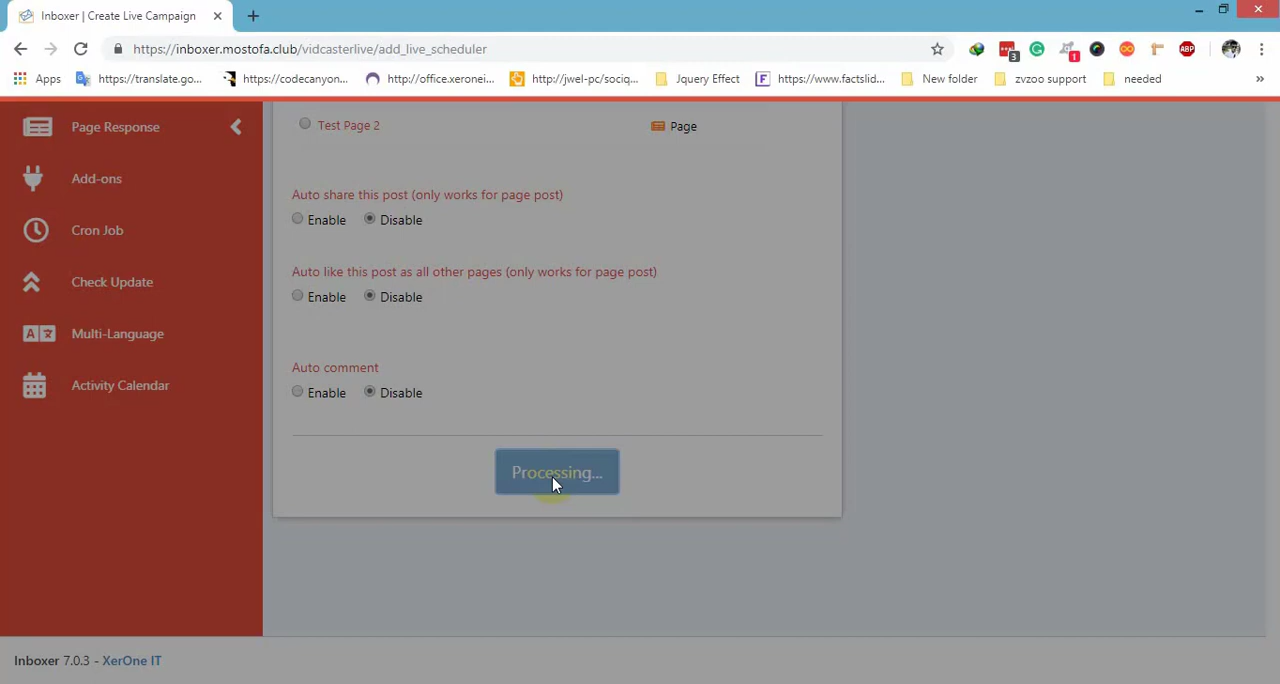 Inboxer | Create Live Campaign
https://inboxer.mostofa.club/vidcasterlive/add_live_scheduler
3
1
ABP
Apps
https://translate.go...
https://codecanyon...
http://office.xeronei...
http://jwel-pc/sociq...
Jquery Effect
https://www.factslid...
New folder
zvzoo support
needed
»
Page Response
Add-ons
Cron Job
Check Update
Multi-Language
Activity Calendar
Test Page 2
Page
Auto share this post (only works for page post)
Enable Disable
Auto like this post as all other pages (only works for page post)
Enable Disable
Auto comment
Enable Disable
Processing...
Inboxer 7.0.3 - XerOne IT